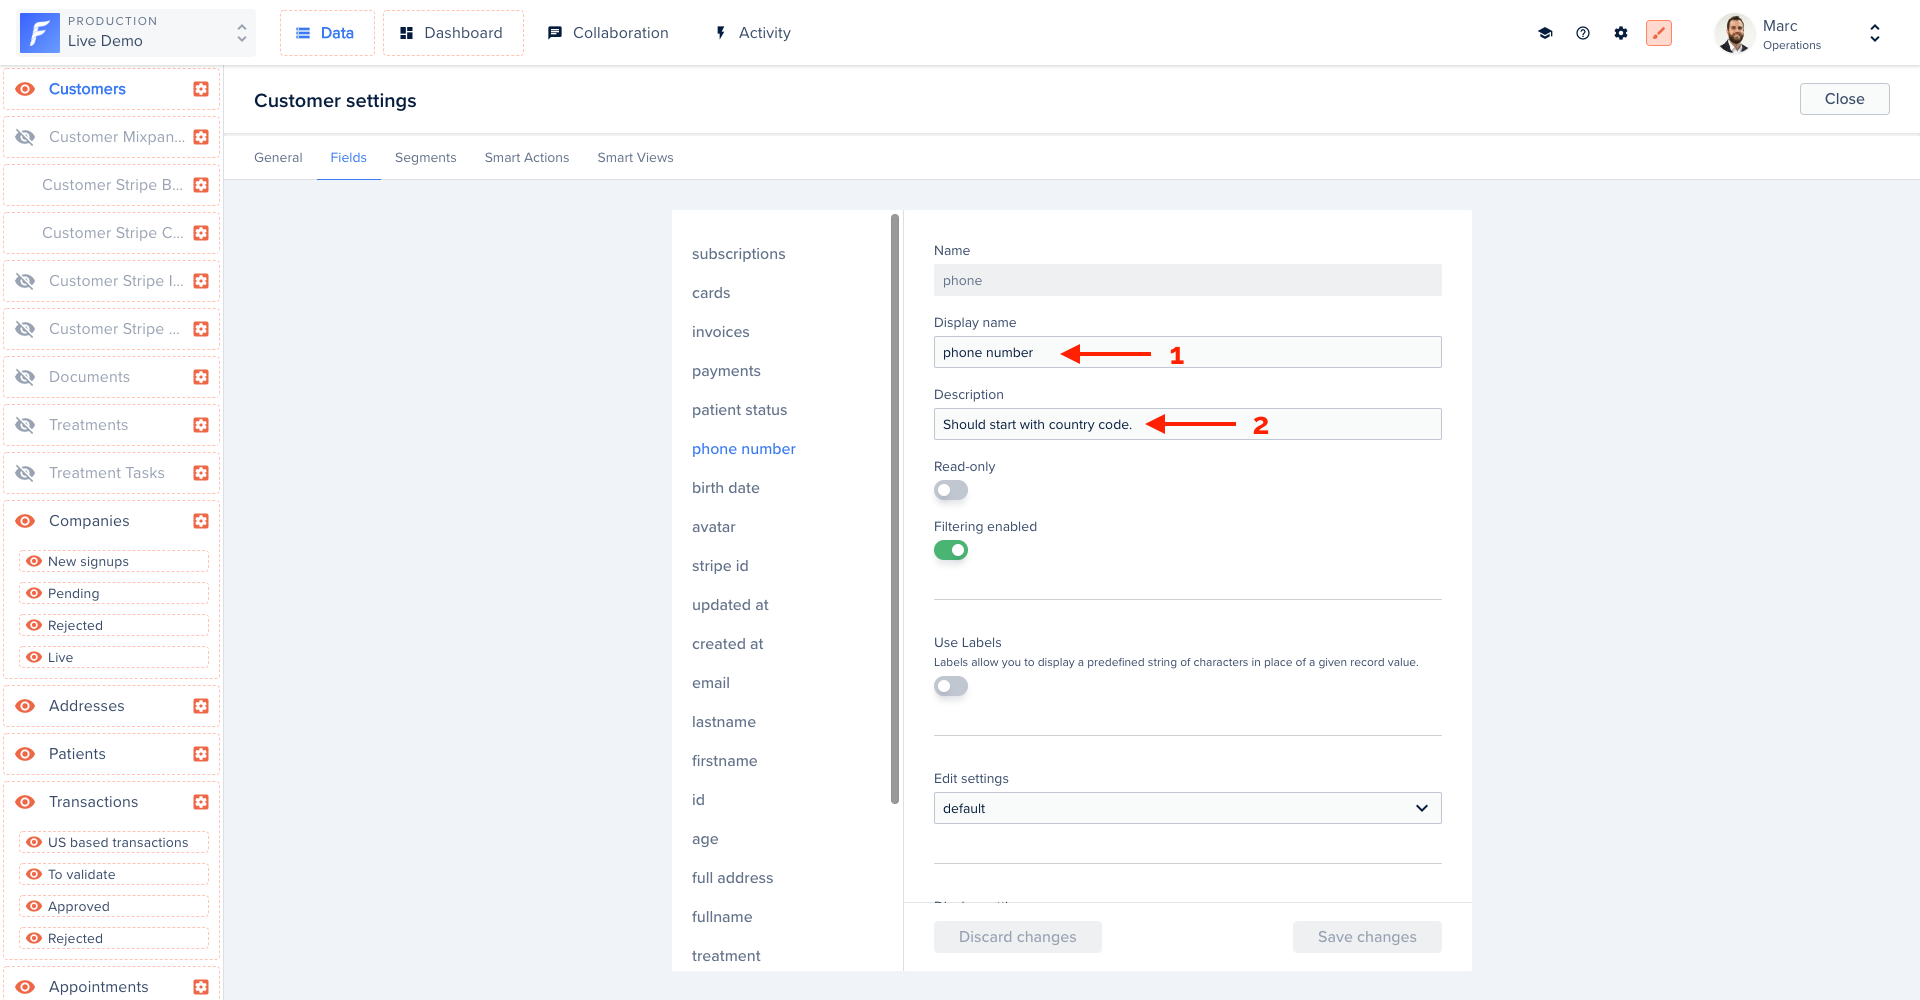 PRODUCTION
Live Demo
Data
Dashboard
Collaboration
Activity
Marc
Operations
Customers
Customer Mixpan...
Customer Stripe B...
Customer Stripe C...
Customer Stripe I...
Customer Stripe ...
Documents
Treatments
Treatment Tasks
Companies
New signups
Pending
Rejected
Live
Addresses
Patients
Transactions
US based transactions
To validate
Approved
Rejected
Appointments
Customer settings
Close
General
Fields
Segments
Smart Actions
Smart Views
subscriptions
cards
invoices
payments
patient status
phone number
birth date
avatar
stripe id
updated at
created at
email
lastname
firstname
id
age
full address
fullname
treatment
Name
phone
Display name
phone number
1
Description
Should start with country code.
2
Read-only
Filtering enabled
Use Labels
Labels allow you to display a predefined string of characters in place of a given record value.
Edit settings
default
Discard changes
Save changes